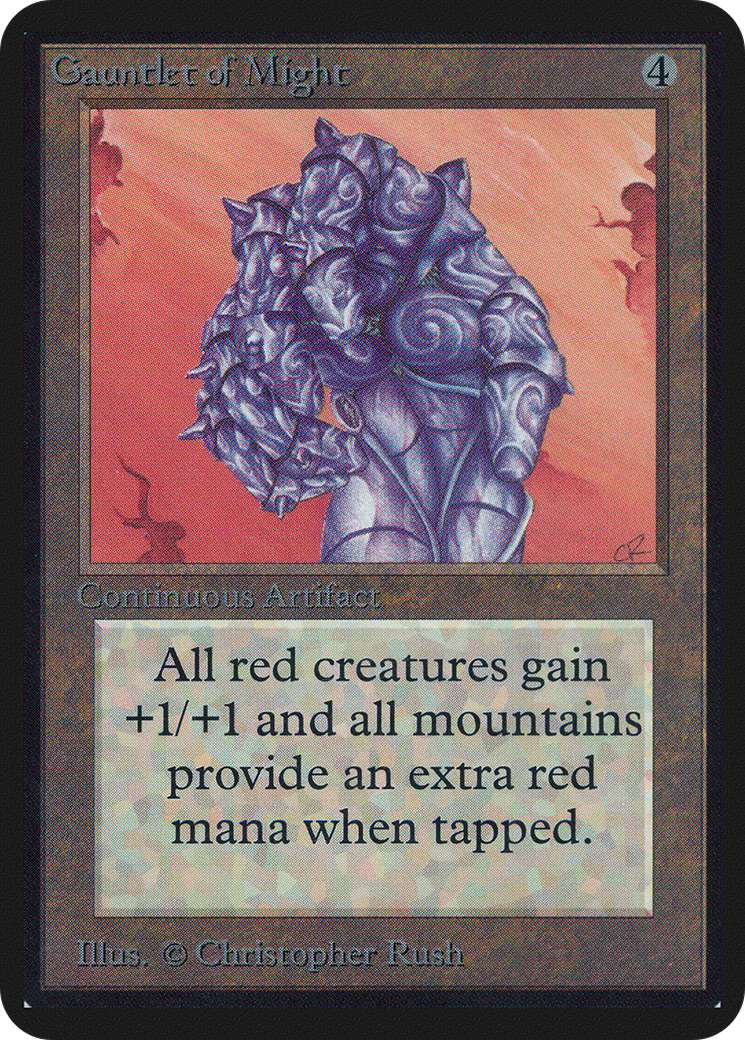 Gauntlet of Might
4
CR
Continuous Artifact
All red creatures gain
+1/+1 and all mountains
provide an extra red
mana when tapped.
Illus. © Christopher Rush